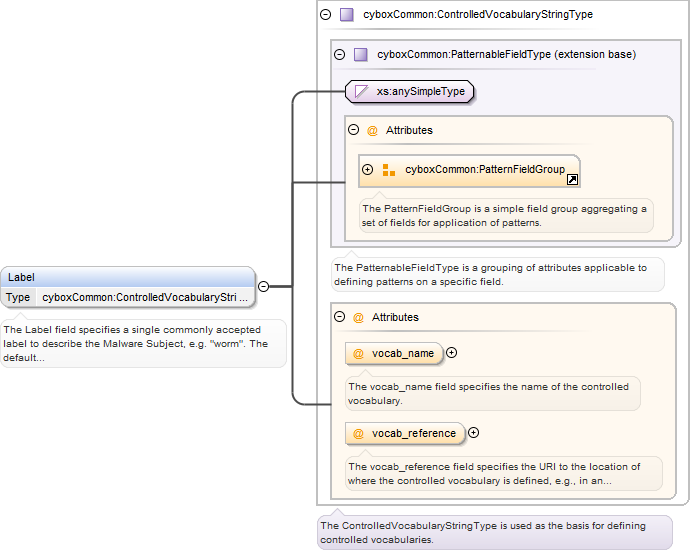 cyboxCommon:ControlledVocabularyStringType
cyboxCommon:PatternableFieldType (extension base)
xs:anySimpleType
@ Attributes
cyboxCommon:PatternFieldGroup
The PatternFieldGroup is a simple field group aggregating a
set of fields for application of patterns.
The PatternableFieldType is a grouping of attributes applicable to
defining patterns on a specific field.
Label
Type cyboxCommon:ControlledVocabularyStri ...
The Label field specifies a single commonly accepted
label to describe the Malware Subject, e.g. "worm". The
default...
@ Attributes
@ vocab_name
The vocab_name field specifies the name of the controlled
vocabulary.
@ vocab_reference
The vocab_reference field specifies the URI to the location of
where the controlled vocabulary is defined, e.g., in an...
The ControlledVocabularyStringType is used as the basis for defining
controlled vocabularies.